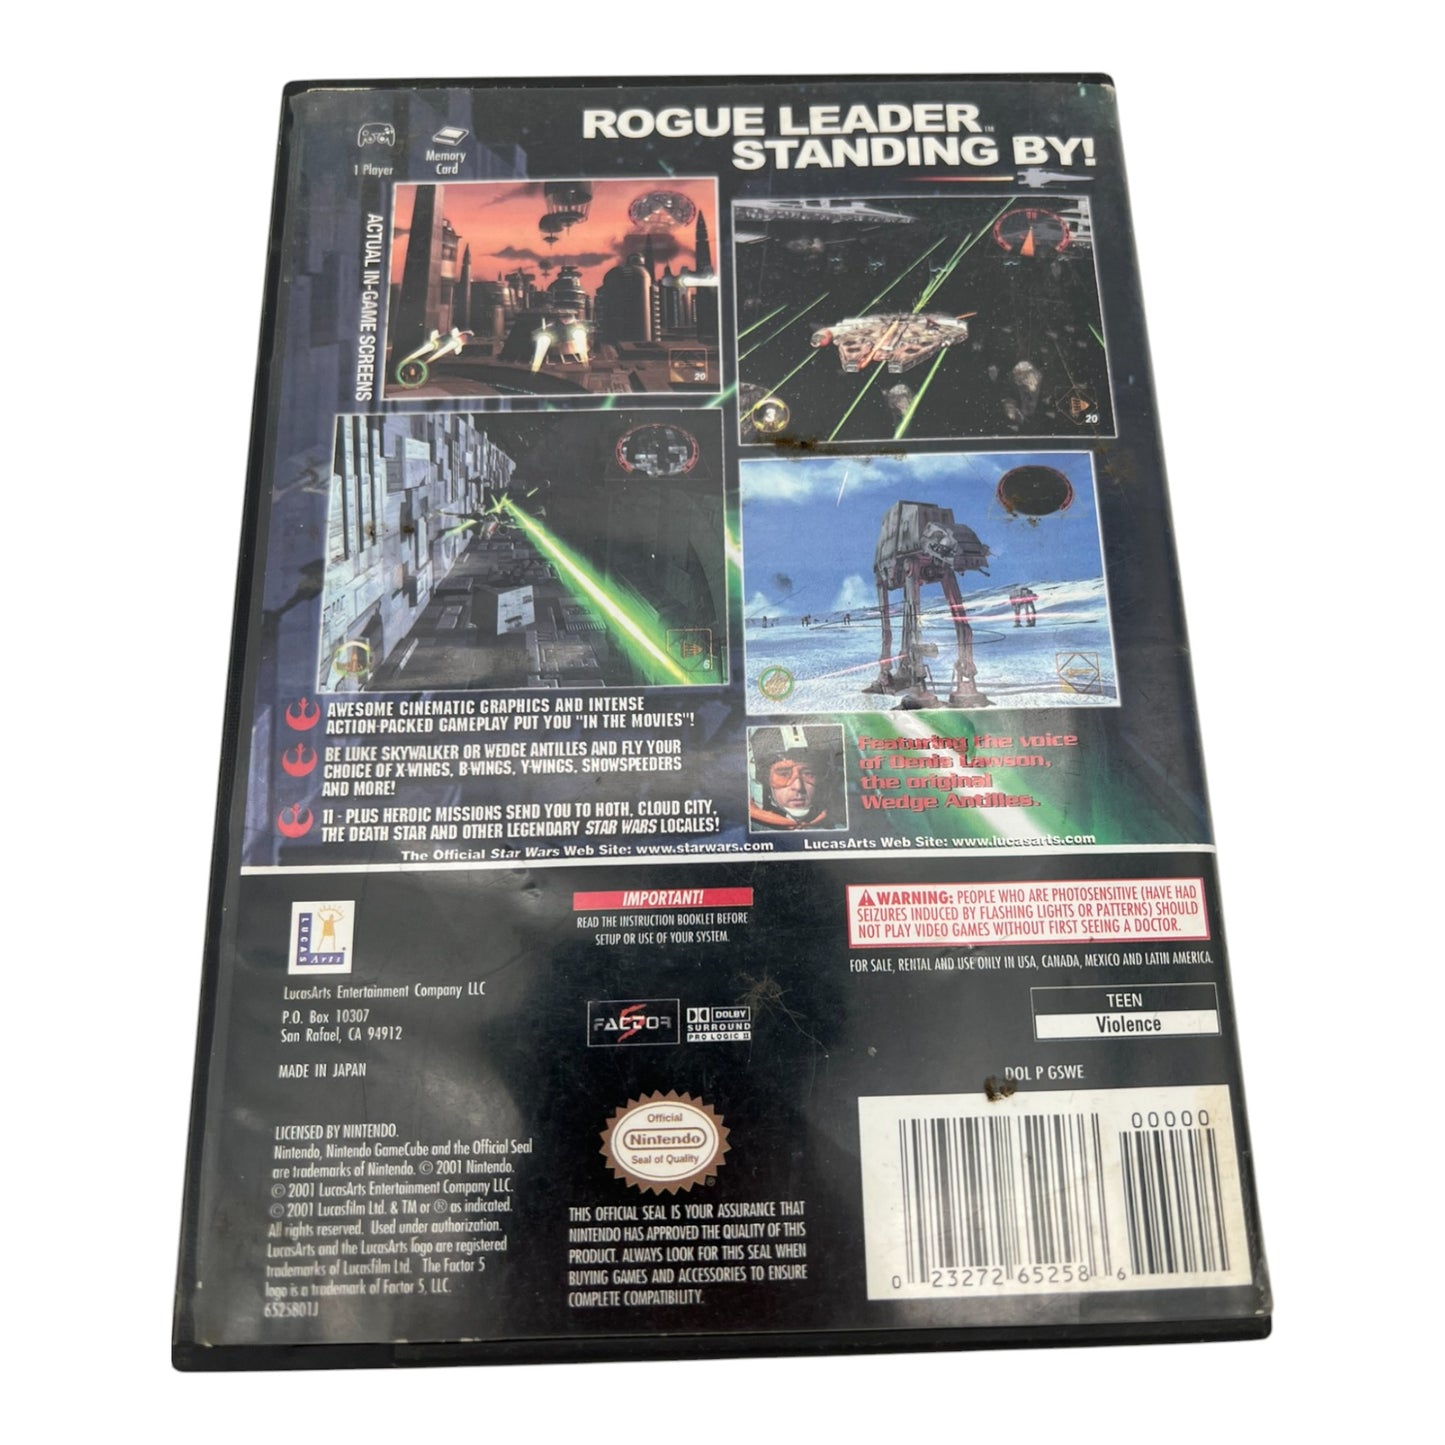 ROGUE LEADER™
STANDING BY!
1 Player
Memory
Card
ACTUAL IN-GAME SCREENS
20
3
20
6
AWESOME CINEMATIC GRAPHICS AND INTENSE
ACTION-PACKED GAMEPLAY PUT YOU "IN THE MOVIES"!
BE LUKE SKYWALKER OR WEDGE ANTILLES AND FLY YOUR
CHOICE OF X-WINGS, B-WINGS, Y-WINGS, SNOWSPEEDERS
AND MORE!
11 - PLUS HEROIC MISSIONS SEND YOU TO HOTH, CLOUD CITY,
THE DEATH STAR AND OTHER LEGENDARY STAR WARS LOCALES!
Featuring the voice
of Denis Lawson,
the original
Wedge Antilles.
The Official Star Wars Web Site: www.starwars.com
LucasArts Web Site: www.lucasarts.com
LUCAS
Arts
LucasArts Entertainment Company LLC
P.O. Box 10307
San Rafael, CA 94912
MADE IN JAPAN
IMPORTANT!
READ THE INSTRUCTION BOOKLET BEFORE
SETUP OR USE OF YOUR SYSTEM.
WARNING: PEOPLE WHO ARE PHOTOSENSITIVE (HAVE HAD
SEIZURES INDUCED BY FLASHING LIGHTS OR PATTERNS) SHOULD
NOT PLAY VIDEO GAMES WITHOUT FIRST SEEING A DOCTOR.
FOR SALE, RENTAL AND USE ONLY IN USA, CANADA, MEXICO AND LATIN AMERICA.
FACTOR 5
DOLBY
SURROUND
PRO LOGIC II
TEEN
Violence
DOL P GSWE
LICENSED BY NINTENDO.
Nintendo, Nintendo GameCube and the Official Seal
are trademarks of Nintendo. © 2001 Nintendo.
© 2001 LucasArts Entertainment Company LLC.
© 2001 Lucasfilm Ltd. & TM or ® as indicated.
All rights reserved. Used under authorization.
LucasArts and the LucasArts logo are registered
trademarks of Lucasfilm Ltd. The Factor 5
logo is a trademark of Factor 5, LLC.
6525801J
Official
Nintendo
Seal of Quality
®
THIS OFFICIAL SEAL IS YOUR ASSURANCE THAT
NINTENDO HAS APPROVED THE QUALITY OF THIS
PRODUCT. ALWAYS LOOK FOR THIS SEAL WHEN
BUYING GAMES AND ACCESSORIES TO ENSURE
COMPLETE COMPATIBILITY.
00000
0 23272 65258 6